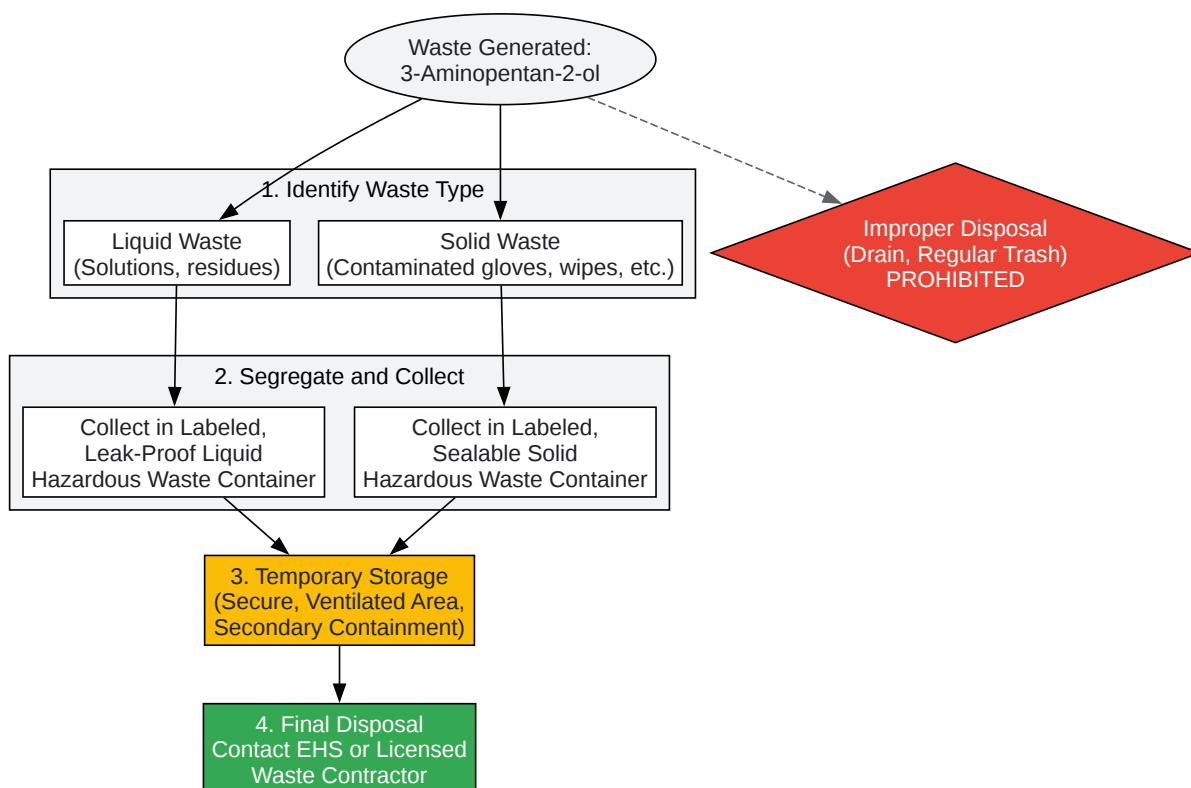 Waste Generated:
3-Aminopentan-2-ol
1. Identify Waste Type
Liquid Waste
(Solutions, residues)
Solid Waste
(Contaminated gloves, wipes, etc.)
Improper Disposal
(Drain, Regular Trash)
PROHIBITED
2. Segregate and Collect
Collect in Labeled,
Leak-Proof Liquid
Hazardous Waste Container
Collect in Labeled,
Sealable Solid
Hazardous Waste Container
3. Temporary Storage
(Secure, Ventilated Area,
Secondary Containment)
4. Final Disposal
Contact EHS or Licensed
Waste Contractor